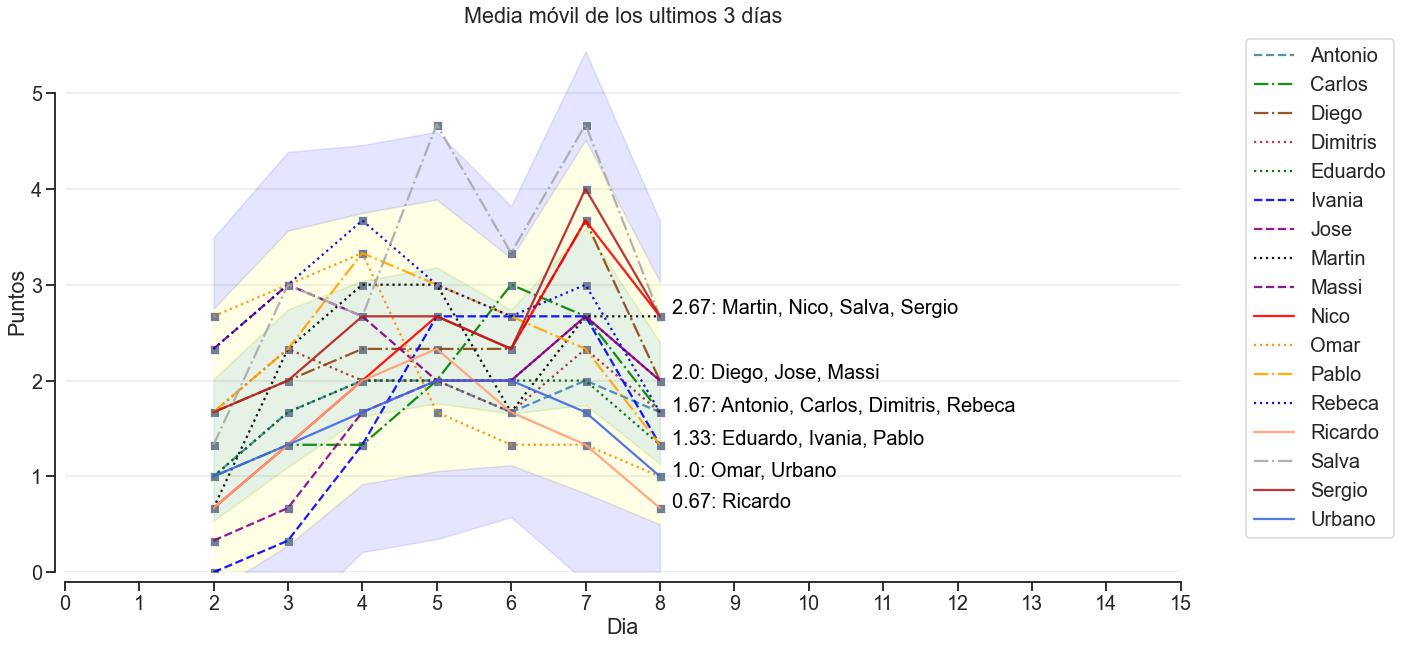 Media móvil de los ultimos 3 días
Puntos
5
4
3
2
1
0
2.67: Martin, Nico, Salva, Sergio
2.0: Diego, Jose, Massi
1.67: Antonio, Carlos, Dimitris, Rebeca
1.33: Eduardo, Ivania, Pablo
1.0: Omar, Urbano
0.67: Ricardo
0 1 2 3 4 5 6 7 8 9 10 11 12 13 14 15
Dia
Antonio
Carlos
Diego
Dimitris
Eduardo
Ivania
Jose
Martin
Massi
Nico
Omar
Pablo
Rebeca
Ricardo
Salva
Sergio
Urbano